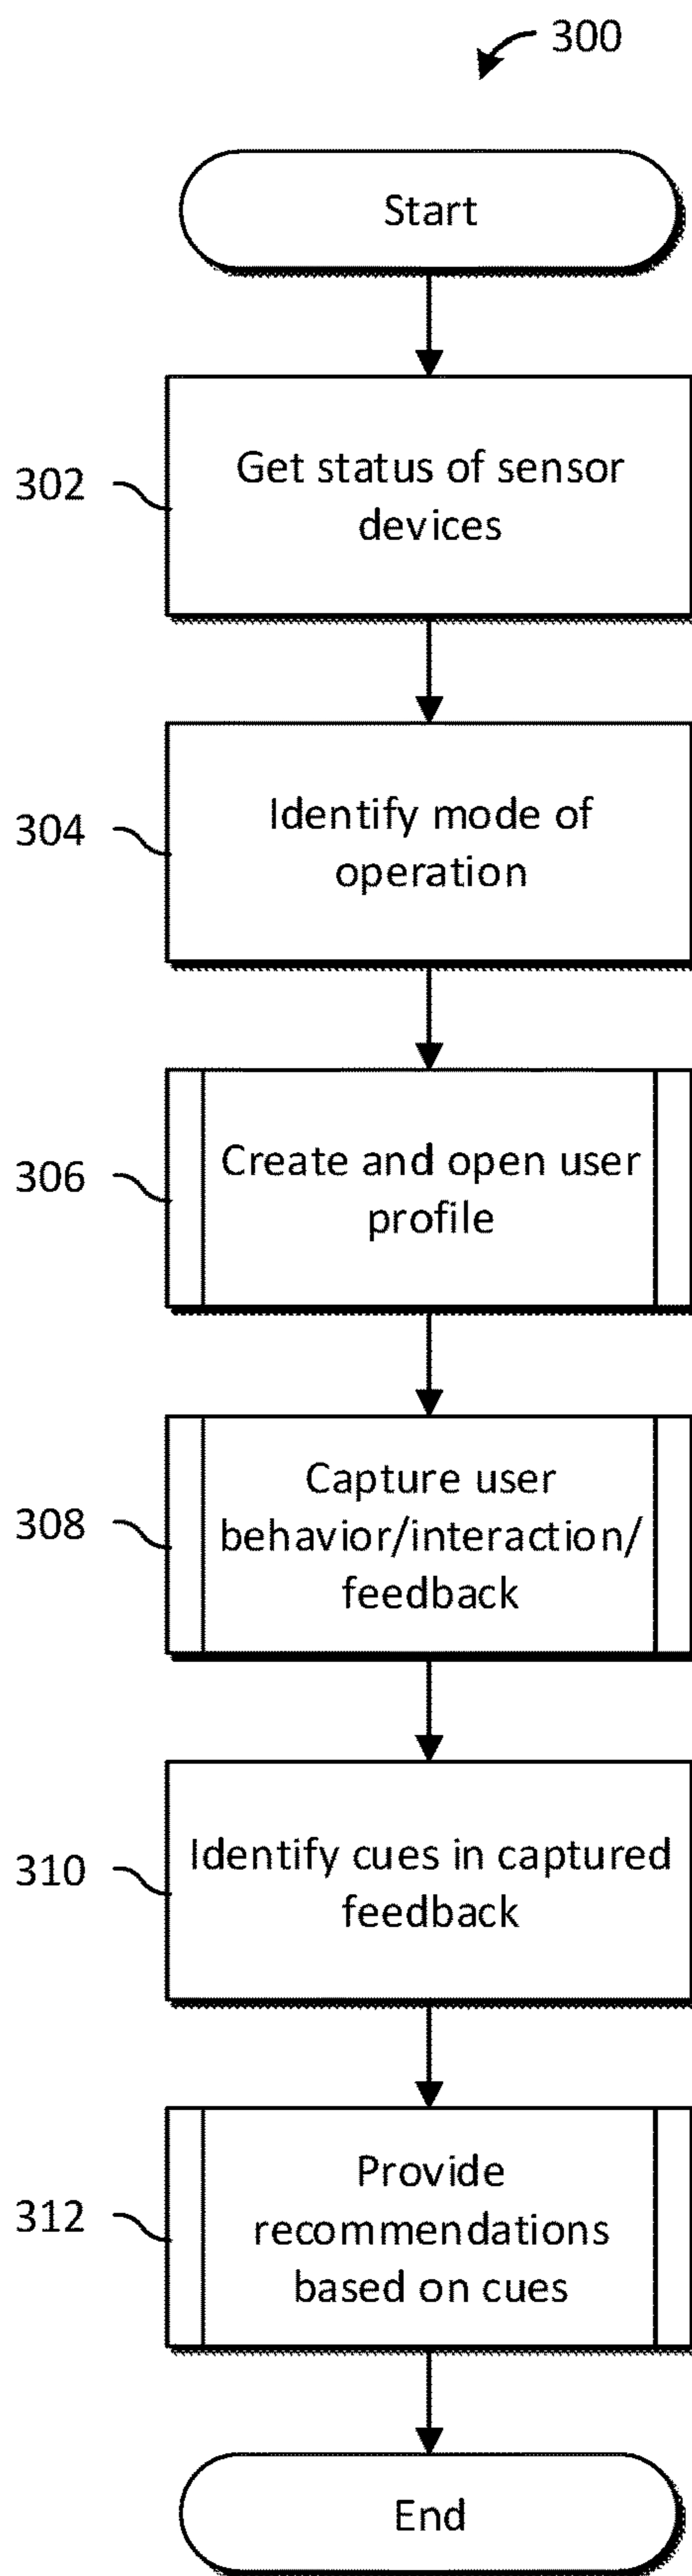 300
Start
302
Get status of sensor
devices
304
Identify mode of
operation
306
Create and open user
profile
308
Capture user
behavior/interaction/
feedback
310
Identify cues in captured
feedback
312
Provide
recommendations
based on cues
End